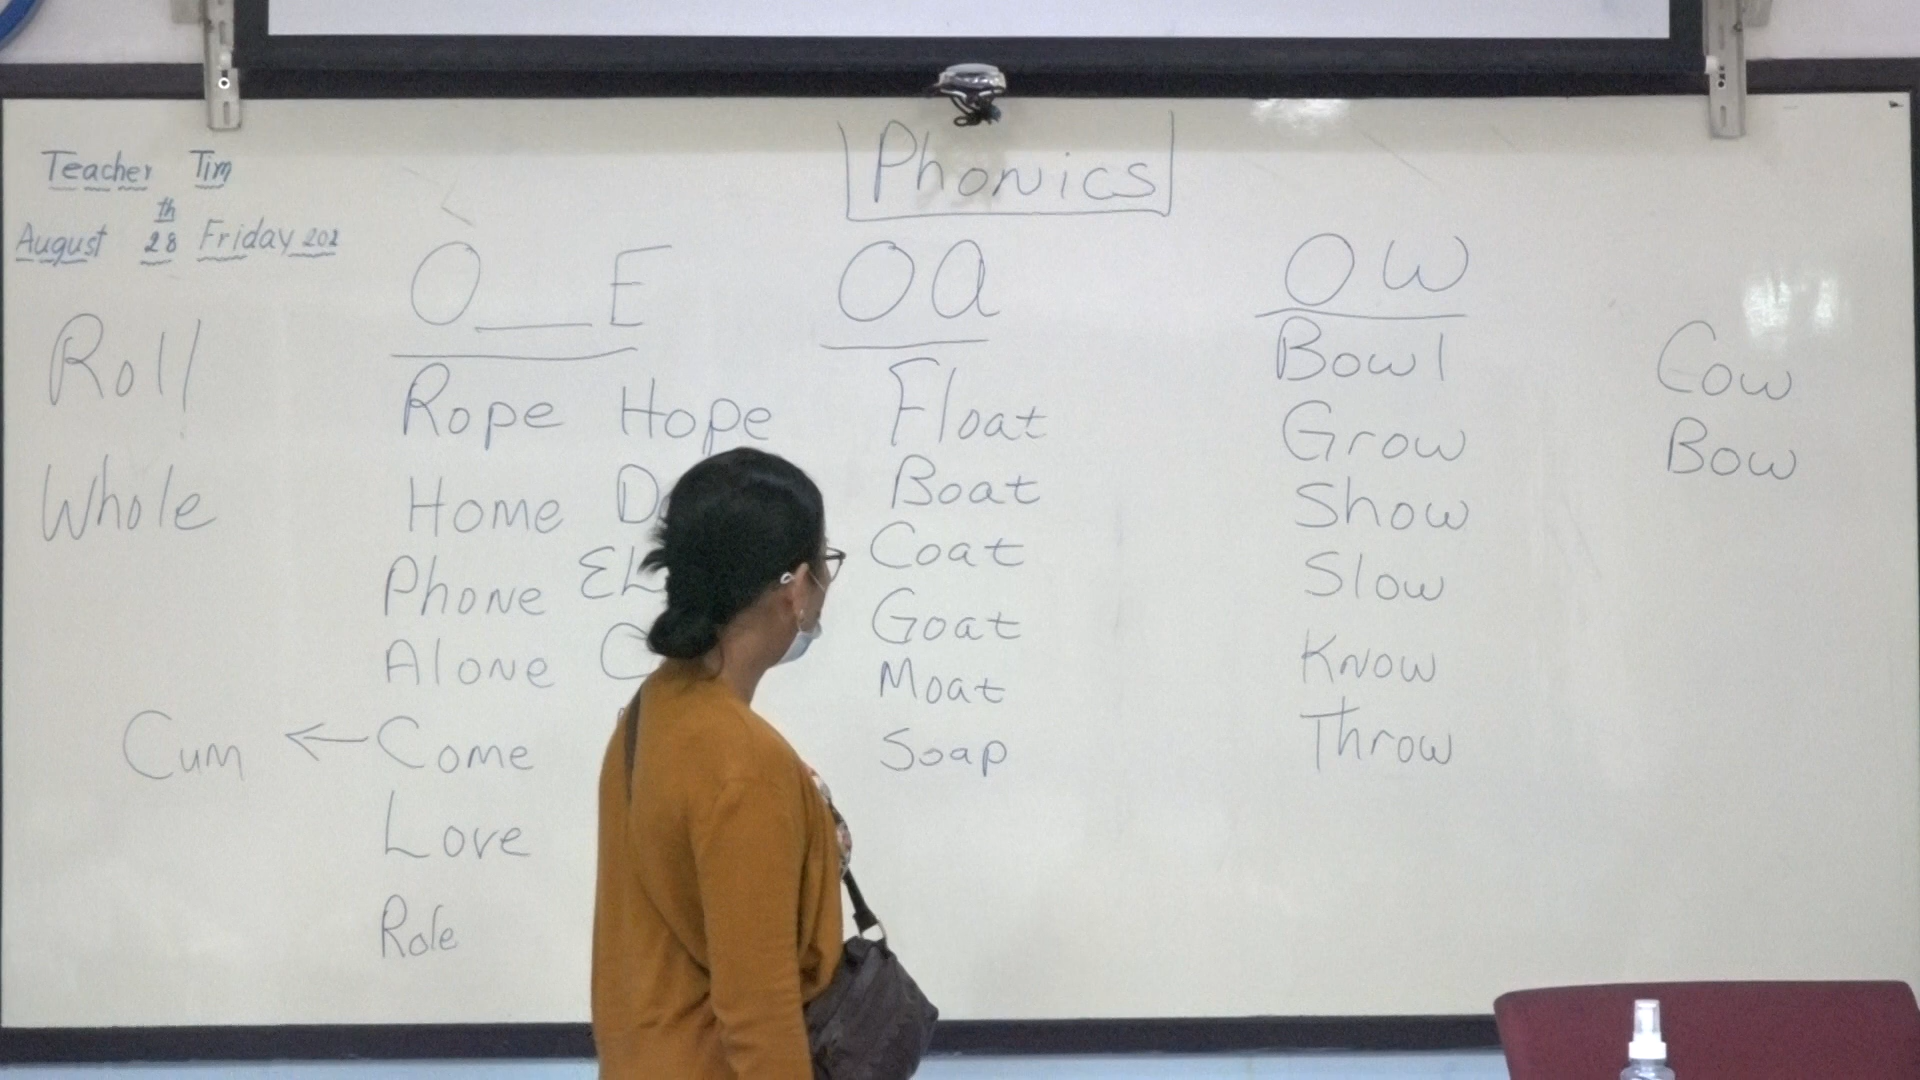 Phonics
Teacher Tim
August 28th Friday 202
Roll
Whole
O__E
Rope Hope
Home
Phone
Alone
Cum ← Come
Love
Role
Oa
Float
Boat
Coat
Goat
Moat
Soap
OW
Bowl
Grow
Show
Slow
Know
Throw
Cow
Bow